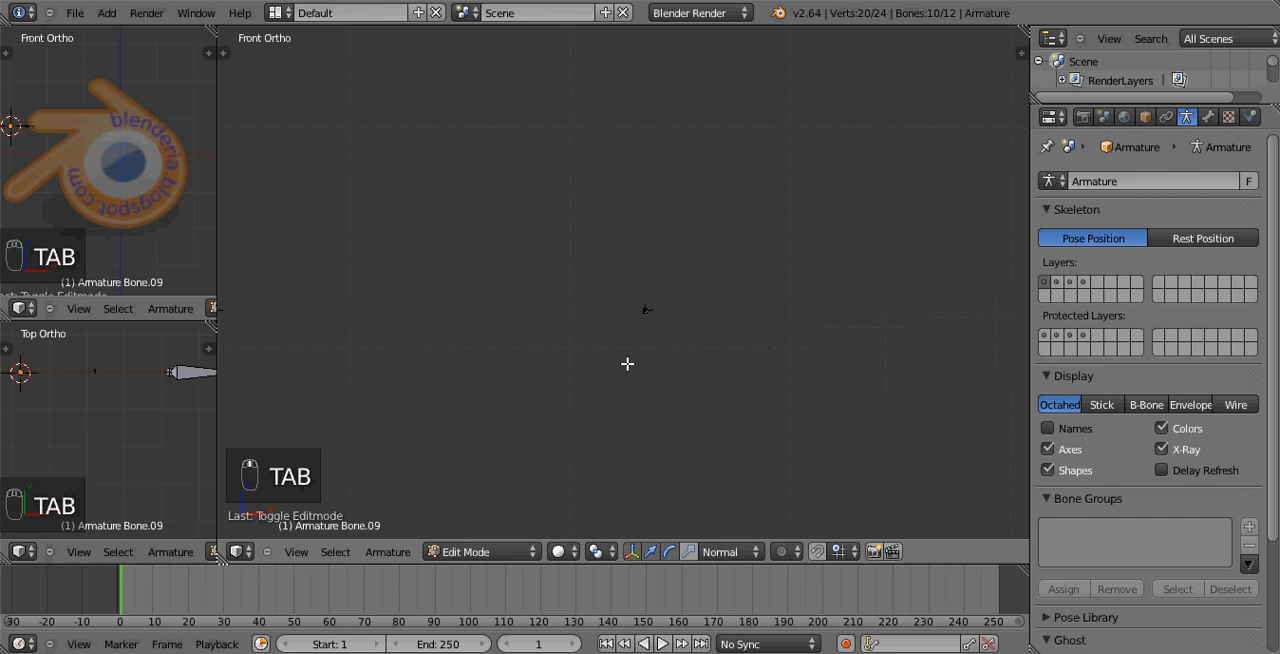 File Add Render Window Help Default Scene Blender Render v2.64 | Verts:20/24 | Bones:10/12 | Armature
Front Ortho
blenderia.blogspot.com
TAB
(1) Armature Bone.09
View Select Armature
Top Ortho
TAB
(1) Armature Bone.09
View Select Armature
Front Ortho
TAB
Last: Toggle Editmode
(1) Armature Bone.09
View Select Armature Edit Mode Normal
View Search All Scenes
Scene
RenderLayers
Armature Armature
Armature F
Skeleton
Pose Position Rest Position
Layers:
Protected Layers:
Display
Octahed Stick B-Bone Envelope Wire
Names Colors
Axes X-Ray
Shapes Delay Refresh
Bone Groups
Assign Remove Select Deselect
Pose Library
Ghost
-30 -20 -10 0 10 20 30 40 50 60 70 80 90 100 110 120 130 140 150 160 170 180 190 200 210 220 230 240 250
View Marker Frame Playback Start: 1 End: 250 1 No Sync